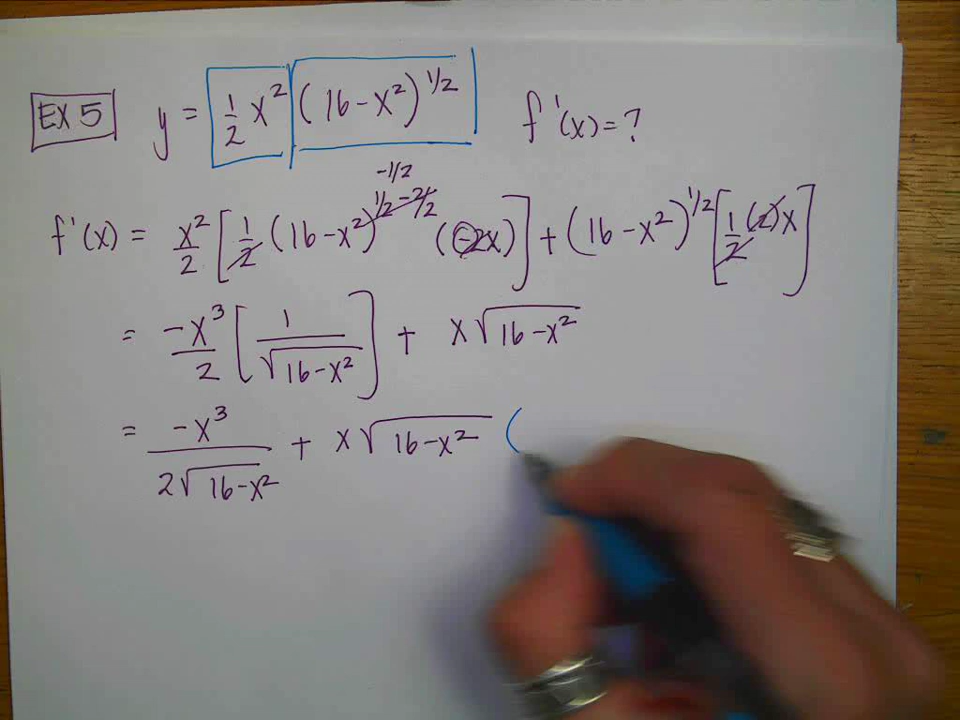 EX 5 y = 1/2 x² (16 - x²)^1/2 f'(x) = ?
-1/2
f'(x) = x²/2 [1/2 (16 - x²)^1/2 - 2/2 (-2x)] + (16 - x²)^1/2 [1/2 (2)x]
= -x³/2 [1/√(16 - x²)] + x√(16 - x²)
= -x³/(2√(16 - x²)) + x√(16 - x²) (